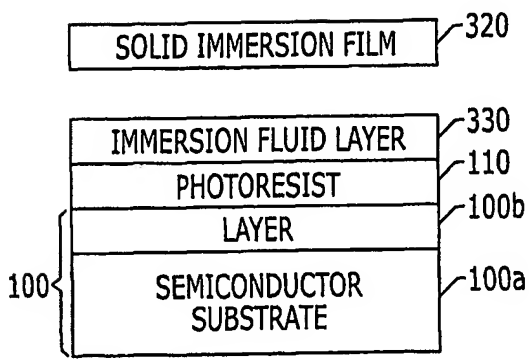 SOLID IMMERSION FILM 320
IMMERSION FLUID LAYER 330
PHOTORESIST 110
LAYER 100b
100 SEMICONDUCTOR SUBSTRATE 100a